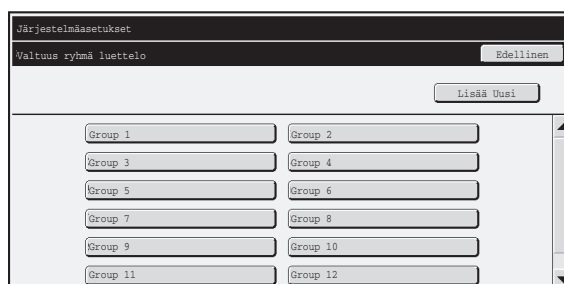 Järjestelmäasetukset
Valtuus ryhmä luettelo Edellinen
Lisää Uusi
Group 1 Group 2
Group 3 Group 4
Group 5 Group 6
Group 7 Group 8
Group 9 Group 10
Group 11 Group 12